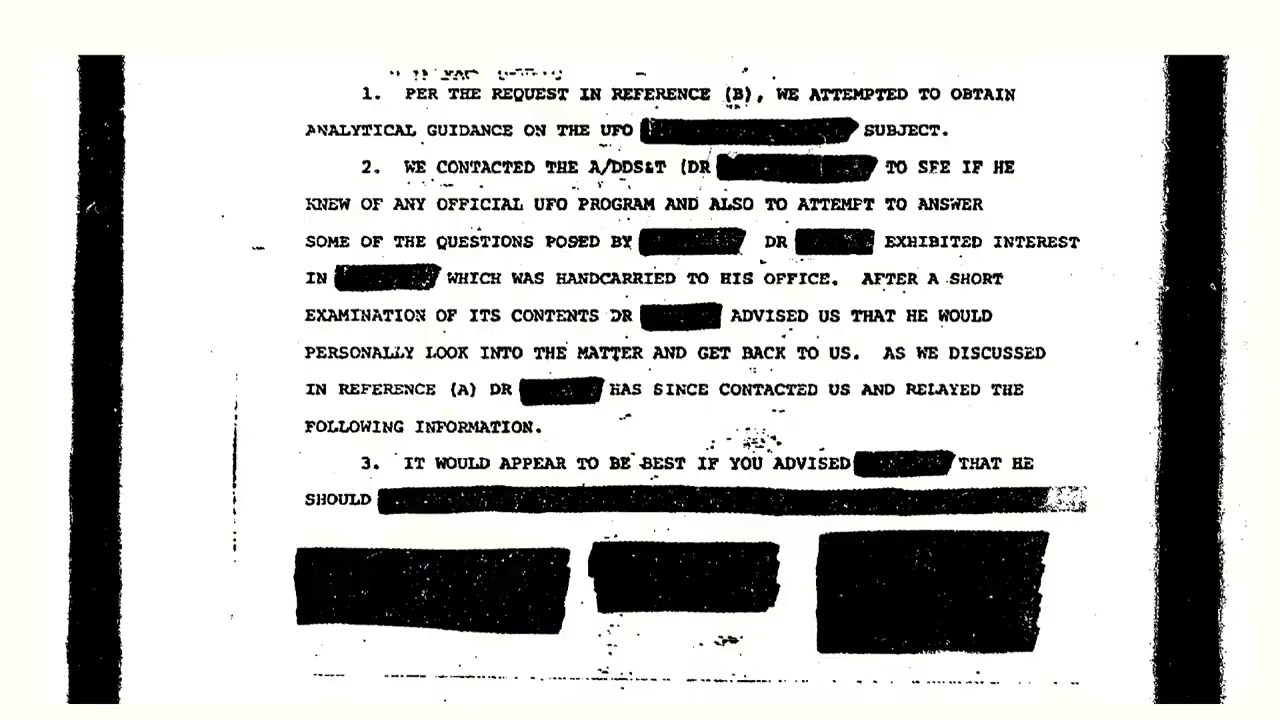 1. PER THE REQUEST IN REFERENCE (B), WE ATTEMPTED TO OBTAIN
ANALYTICAL GUIDANCE ON THE UFO SUBJECT.
2. WE CONTACTED THE A/DDS&T (DR TO SEE IF HE
KNEW OF ANY OFFICIAL UFO PROGRAM AND ALSO TO ATTEMPT TO ANSWER
SOME OF THE QUESTIONS POSED BY DR EXHIBITED INTEREST
IN WHICH WAS HANDCARRIED TO HIS OFFICE. AFTER A SHORT
EXAMINATION OF ITS CONTENTS DR ADVISED US THAT HE WOULD
PERSONALLY LOOK INTO THE MATTER AND GET BACK TO US. AS WE DISCUSSED
IN REFERENCE (A) DR HAS SINCE CONTACTED US AND RELAYED THE
FOLLOWING INFORMATION.
3. IT WOULD APPEAR TO BE BEST IF YOU ADVISED THAT HE
SHOULD